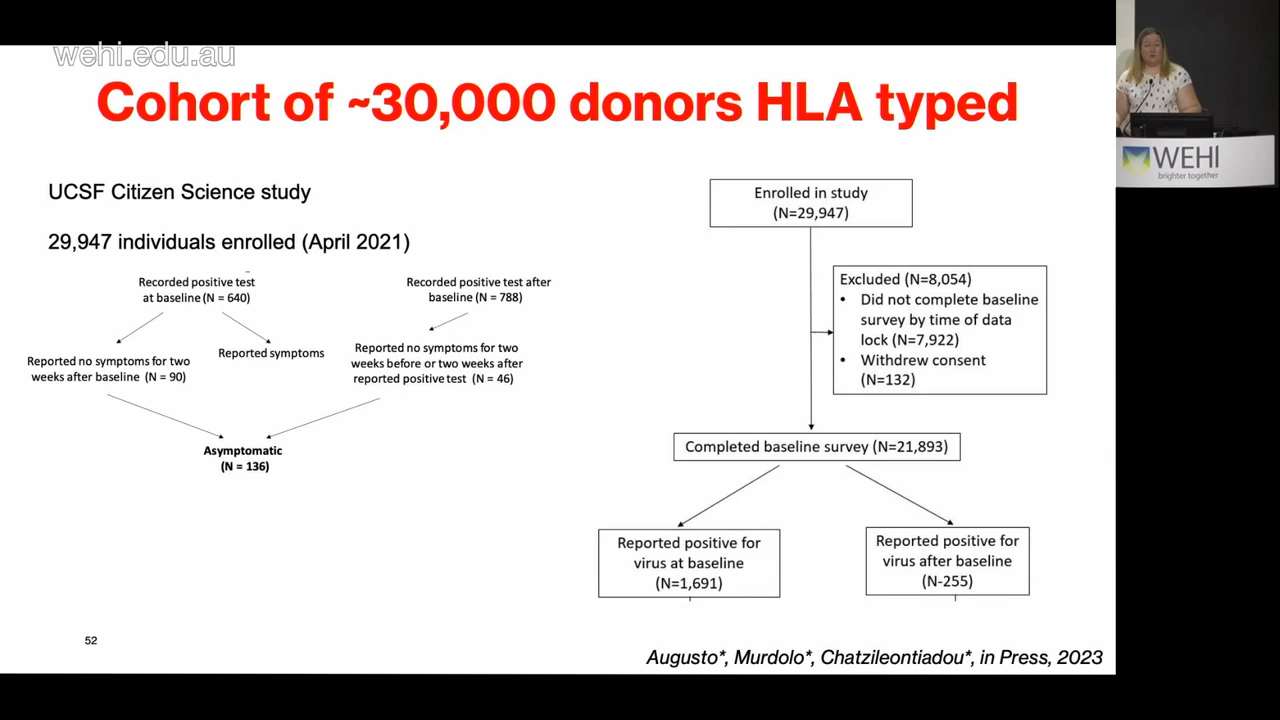 wehi.edu.au
Cohort of ~30,000 donors HLA typed
UCSF Citizen Science study
29,947 individuals enrolled (April 2021)
Recorded positive test
at baseline (N = 640)
Recorded positive test after
baseline (N = 788)
Reported no symptoms for two
weeks after baseline (N = 90)
Reported symptoms
Reported no symptoms for two
weeks before or two weeks after
reported positive test (N = 46)
Asymptomatic
(N = 136)
Enrolled in study
(N=29,947)
Excluded (N=8,054)
• Did not complete baseline
survey by time of data
lock (N=7,922)
• Withdrew consent
(N=132)
Completed baseline survey (N=21,893)
Reported positive for
virus at baseline
(N=1,691)
Reported positive for
virus after baseline
(N-255)
52
Augusto*, Murdolo*, Chatzileontiadou*, in Press, 2023
WEHI
brighter together